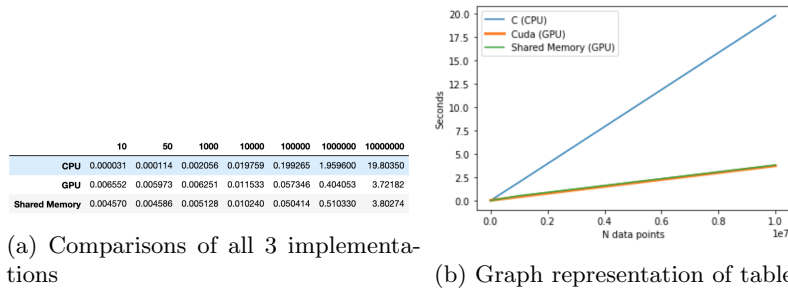 10 50 1000 10000 100000 1000000 10000000
CPU 0.000031 0.000114 0.002056 0.019759 0.199265 1.959600 19.80350
GPU 0.006552 0.005973 0.006251 0.011533 0.057346 0.404053 3.72182
Shared Memory 0.004570 0.004586 0.005128 0.010240 0.050414 0.510330 3.80274
(a) Comparisons of all 3 implementa-
tions
C (CPU)
Cuda (GPU)
Shared Memory (GPU)
Seconds
20.0
17.5
15.0
12.5
10.0
7.5
5.0
2.5
0.0
0.0 0.2 0.4 0.6 0.8 1.0
1e7
N data points
(b) Graph representation of table